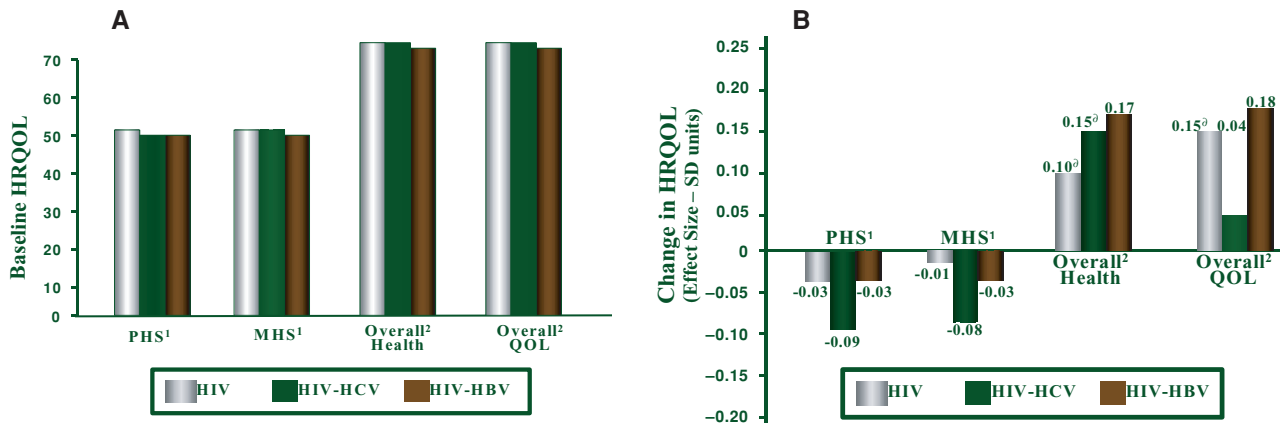 A
Baseline HRQOL
70
60
50
40
30
20
10
0
PHS¹
MHS¹
Overall²
Health
Overall²
QOL
HIV
HIV-HCV
HIV-HBV
B
Change in HRQOL
(Effect Size – SD units)
0.25
0.20
0.15
0.10
0.05
0
–0.05
–0.10
–0.15
–0.20
PHS¹
-0.03
-0.09
-0.03
MHS¹
-0.01
-0.08
-0.03
0.10∂
0.15∂
0.17
Overall²
Health
0.15∂
0.04
0.18
Overall²
QOL
HIV
HIV-HCV
HIV-HBV